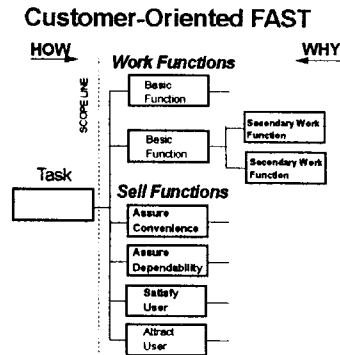 Customer-Oriented FAST
HOW
WHY
SCOPE LINE
Work Functions
Basic
Function
Basic
Function
Secondary Work
Function
Secondary Work
Function
Task
Sell Functions
Assure
Convenience
Assure
Dependability
Satisfy
User
Attract
User